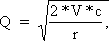 Q = √(2*V*c / r),